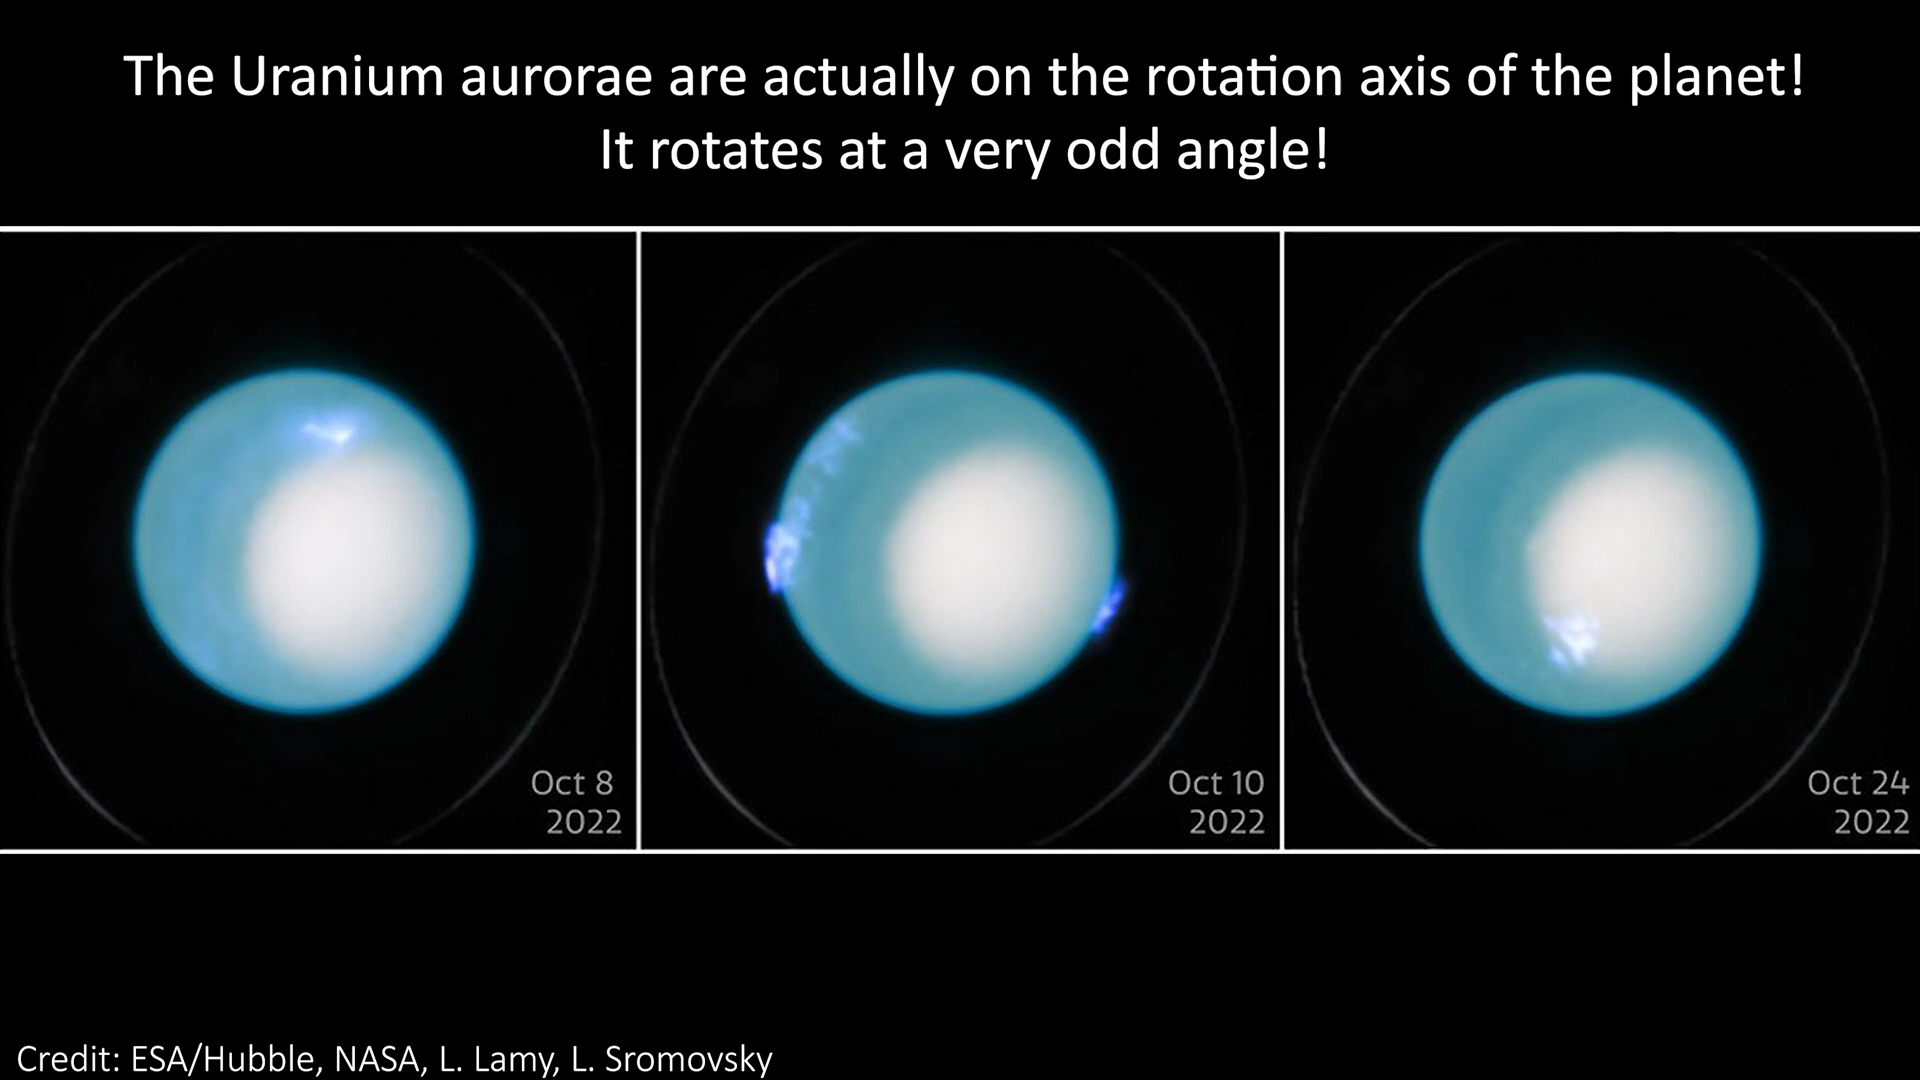 The Uranium aurorae are actually on the rotation axis of the planet!
It rotates at a very odd angle!
Oct 8
2022
Oct 10
2022
Oct 24
2022
Credit: ESA/Hubble, NASA, L. Lamy, L. Sromovsky